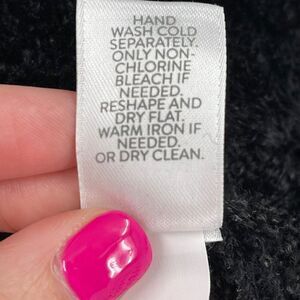 HAND
WASH COLD
SEPARATELY.
ONLY NON-
CHLORINE
BLEACH IF
NEEDED.
RESHAPE AND
DRY FLAT.
WARM IRON IF
NEEDED.
OR DRY CLEAN.